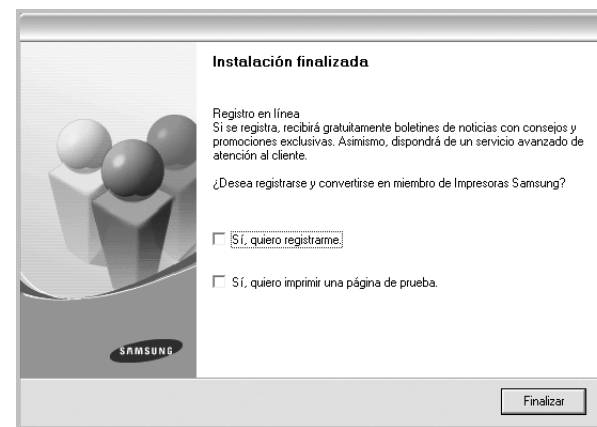 Instalación finalizada
Registro en línea
Si se registra, recibirá gratuitamente boletines de noticias con consejos y
promociones exclusivas. Asimismo, dispondrá de un servicio avanzado de
atención al cliente.
¿Desea registrarse y convertirse en miembro de Impresoras Samsung?
Sí, quiero registrarme.
Sí, quiero imprimir una página de prueba.
SAMSUNG
Finalizar